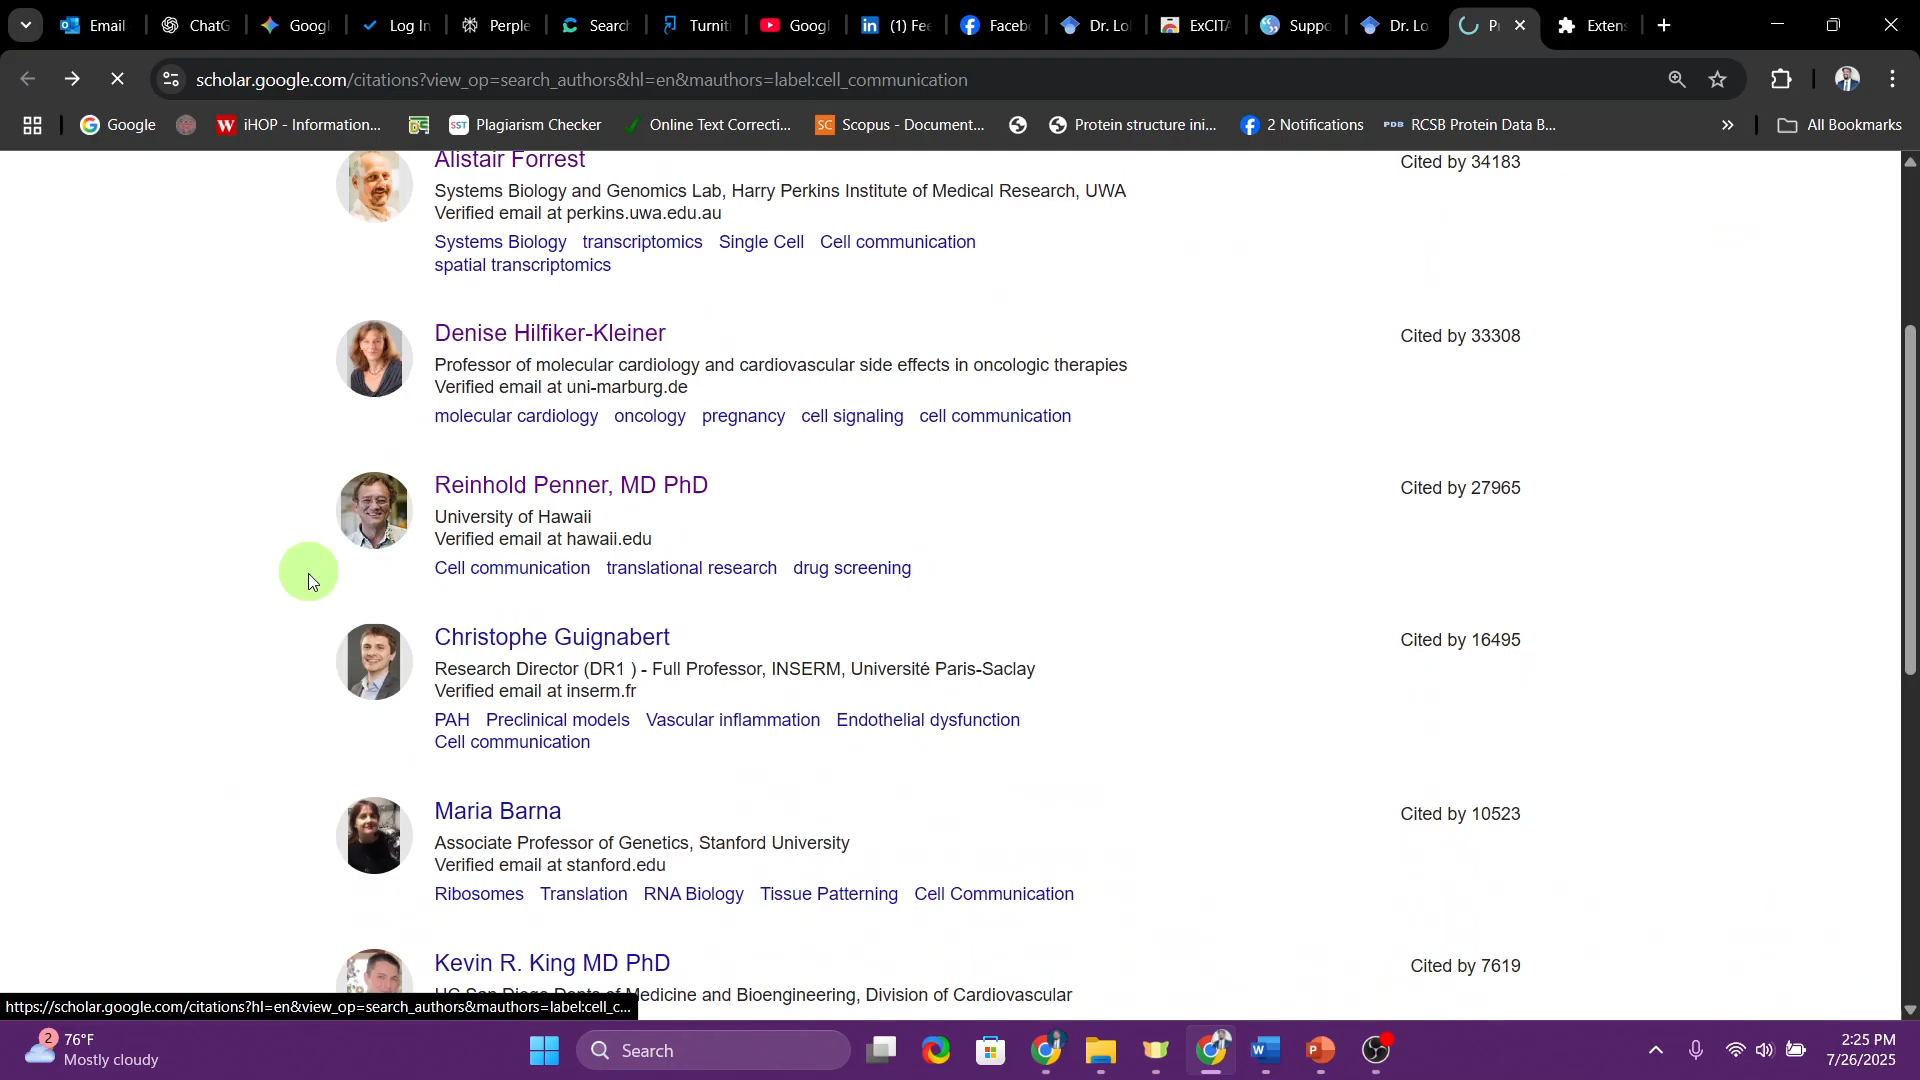 Email
ChatG
Googl
Log In
Perple
Search
Turniti
Googl
(1) Fee
Facebo
Dr. Lo
ExCITA
Suppo
Dr. Lo
Exten
scholar.google.com/citations?view_op=search_authors&hl=en&mauthors=label:cell_communication
Google
iHOP - Information...
Plagiarism Checker
Online Text Correcti...
Scopus - Document...
Protein structure ini...
2 Notifications
RCSB Protein Data B...
All Bookmarks
Alistair Forrest
Cited by 34183
Systems Biology and Genomics Lab, Harry Perkins Institute of Medical Research, UWA
Verified email at perkins.uwa.edu.au
Systems Biology transcriptomics Single Cell Cell communication
spatial transcriptomics
Denise Hilfiker-Kleiner
Cited by 33308
Professor of molecular cardiology and cardiovascular side effects in oncologic therapies
Verified email at uni-marburg.de
molecular cardiology oncology pregnancy cell signaling cell communication
Reinhold Penner, MD PhD
Cited by 27965
University of Hawaii
Verified email at hawaii.edu
Cell communication translational research drug screening
Christophe Guignabert
Cited by 16495
Research Director (DR1 ) - Full Professor, INSERM, Université Paris-Saclay
Verified email at inserm.fr
PAH Preclinical models Vascular inflammation Endothelial dysfunction
Cell communication
Maria Barna
Cited by 10523
Associate Professor of Genetics, Stanford University
Verified email at stanford.edu
Ribosomes Translation RNA Biology Tissue Patterning Cell Communication
Kevin R. King MD PhD
Cited by 7619
Medicine and Bioengineering, Division of Cardiovascular
https://scholar.google.com/citations?hl=en&view_op=search_authors&mauthors=label:cell_c...
2
76°F
Mostly cloudy
Search
2:25 PM
7/26/2025